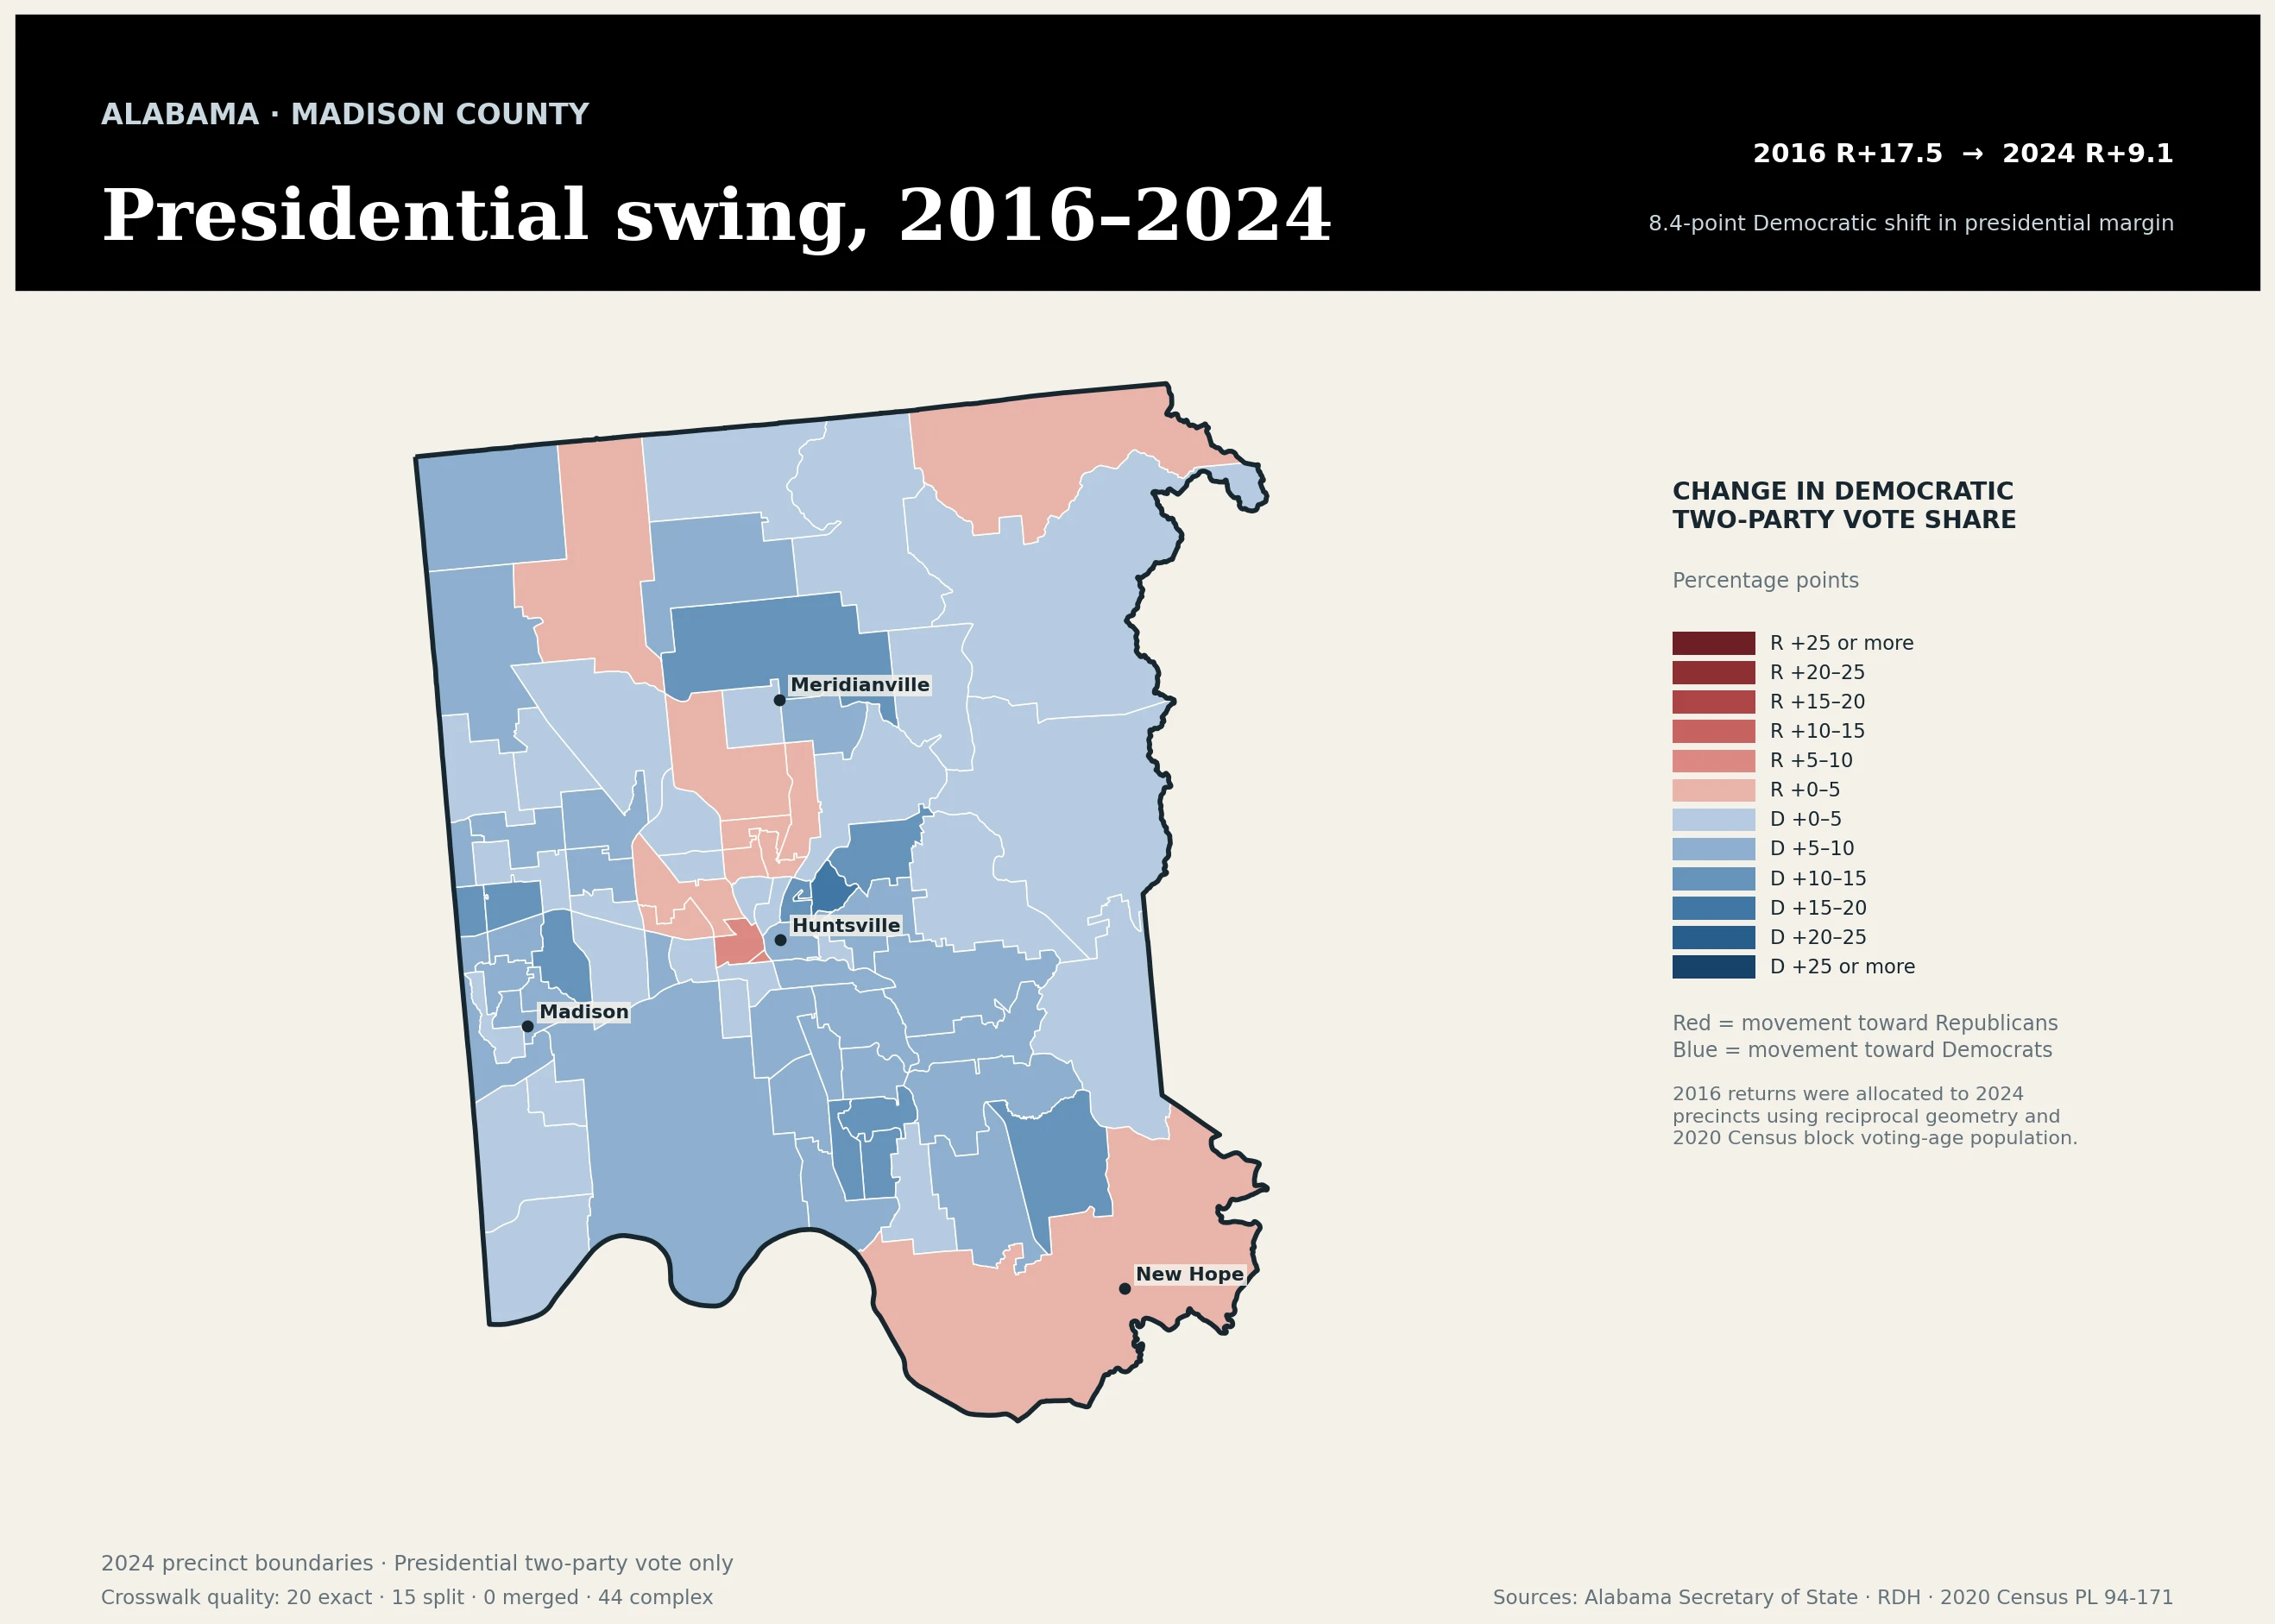 ALABAMA · MADISON COUNTY
Presidential swing, 2016–2024
2016 R+17.5 → 2024 R+9.1
8.4-point Democratic shift in presidential margin
Meridianville
Huntsville
Madison
New Hope
CHANGE IN DEMOCRATIC
TWO-PARTY VOTE SHARE
Percentage points
R +25 or more
R +20–25
R +15–20
R +10–15
R +5–10
R +0–5
D +0–5
D +5–10
D +10–15
D +15–20
D +20–25
D +25 or more
Red = movement toward Republicans
Blue = movement toward Democrats
2016 returns were allocated to 2024
precincts using reciprocal geometry and
2020 Census block voting-age population.
2024 precinct boundaries · Presidential two-party vote only
Crosswalk quality: 20 exact · 15 split · 0 merged · 44 complex
Sources: Alabama Secretary of State · RDH · 2020 Census PL 94-171